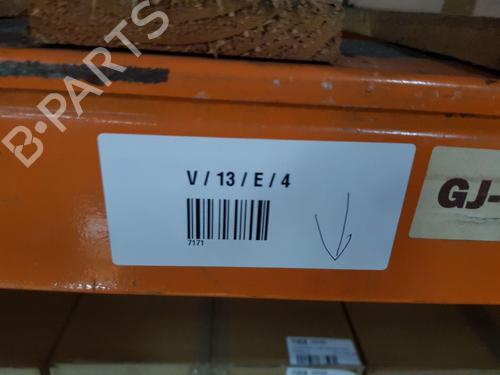 B-PARTS
V / 13 / E / 4
7171
GJ-